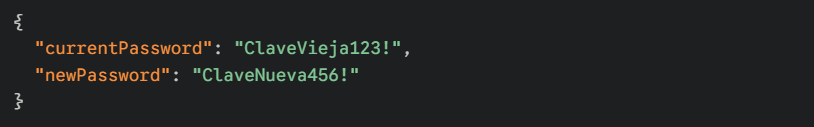 {
  "currentPassword": "ClaveVieja123!",
  "newPassword": "ClaveNueva456!"
}